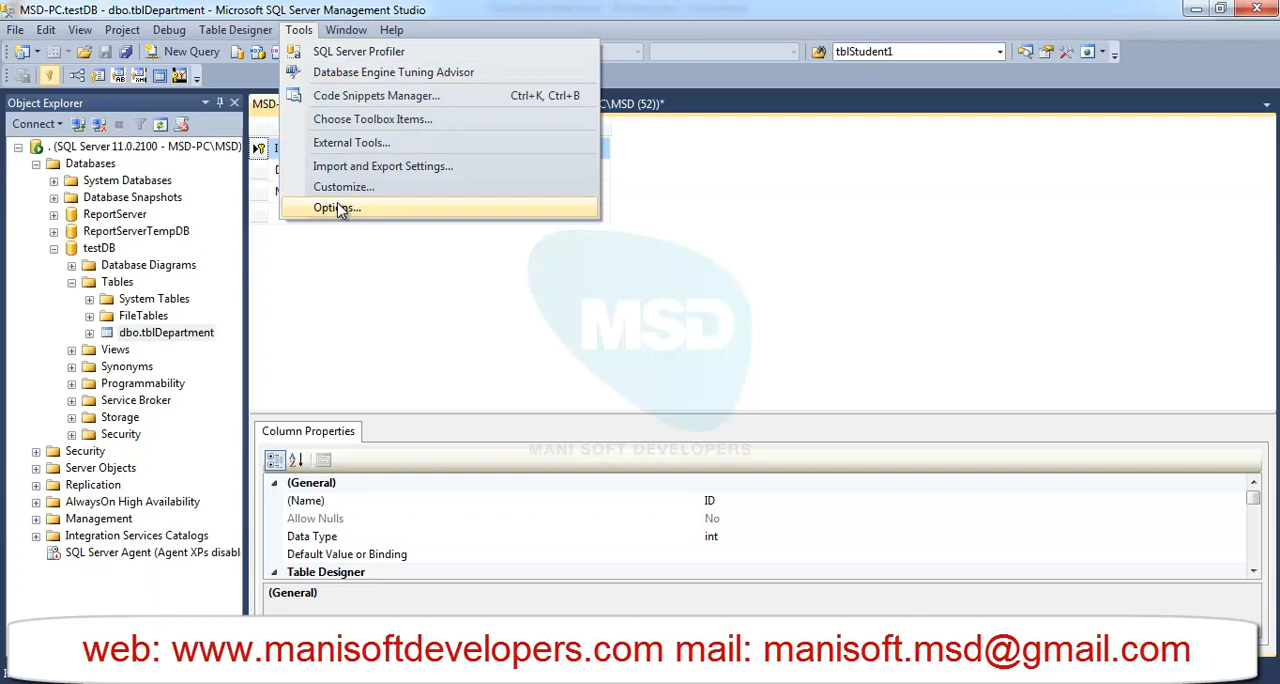 MSD-PC.testDB - dbo.tblDepartment - Microsoft SQL Server Management Studio
File Edit View Project Debug Table Designer Tools Window Help
New Query
tblStudent1
SQL Server Profiler
Database Engine Tuning Advisor
Code Snippets Manager... Ctrl+K, Ctrl+B
Choose Toolbox Items...
External Tools...
Import and Export Settings...
Customize...
Options...
Object Explorer
MSD- C\MSD (52))*
Connect
. (SQL Server 11.0.2100 - MSD-PC\MSD)
Databases
System Databases
Database Snapshots
ReportServer
ReportServerTempDB
testDB
Database Diagrams
Tables
System Tables
FileTables
dbo.tblDepartment
Views
Synonyms
Programmability
Service Broker
Storage
Security
Security
Server Objects
Replication
AlwaysOn High Availability
Management
Integration Services Catalogs
SQL Server Agent (Agent XPs disabl
MSD
MANI SOFT DEVELOPERS
Column Properties
(General)
(Name) ID
Allow Nulls No
Data Type int
Default Value or Binding
Table Designer
(General)
web: www.manisoftdevelopers.com mail: manisoft.msd@gmail.com